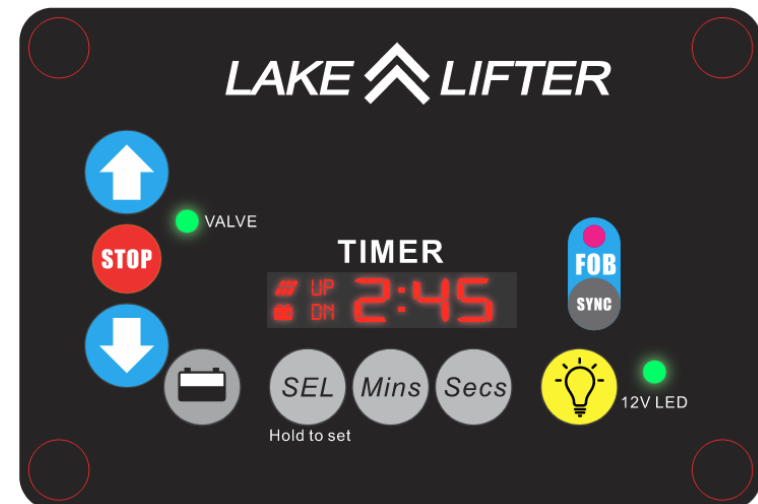 LAKE LIFTER
VALVE
STOP
TIMER
UP
DN
2:45
FOB
SYNC
SEL
Mins
Secs
12V LED
Hold to set